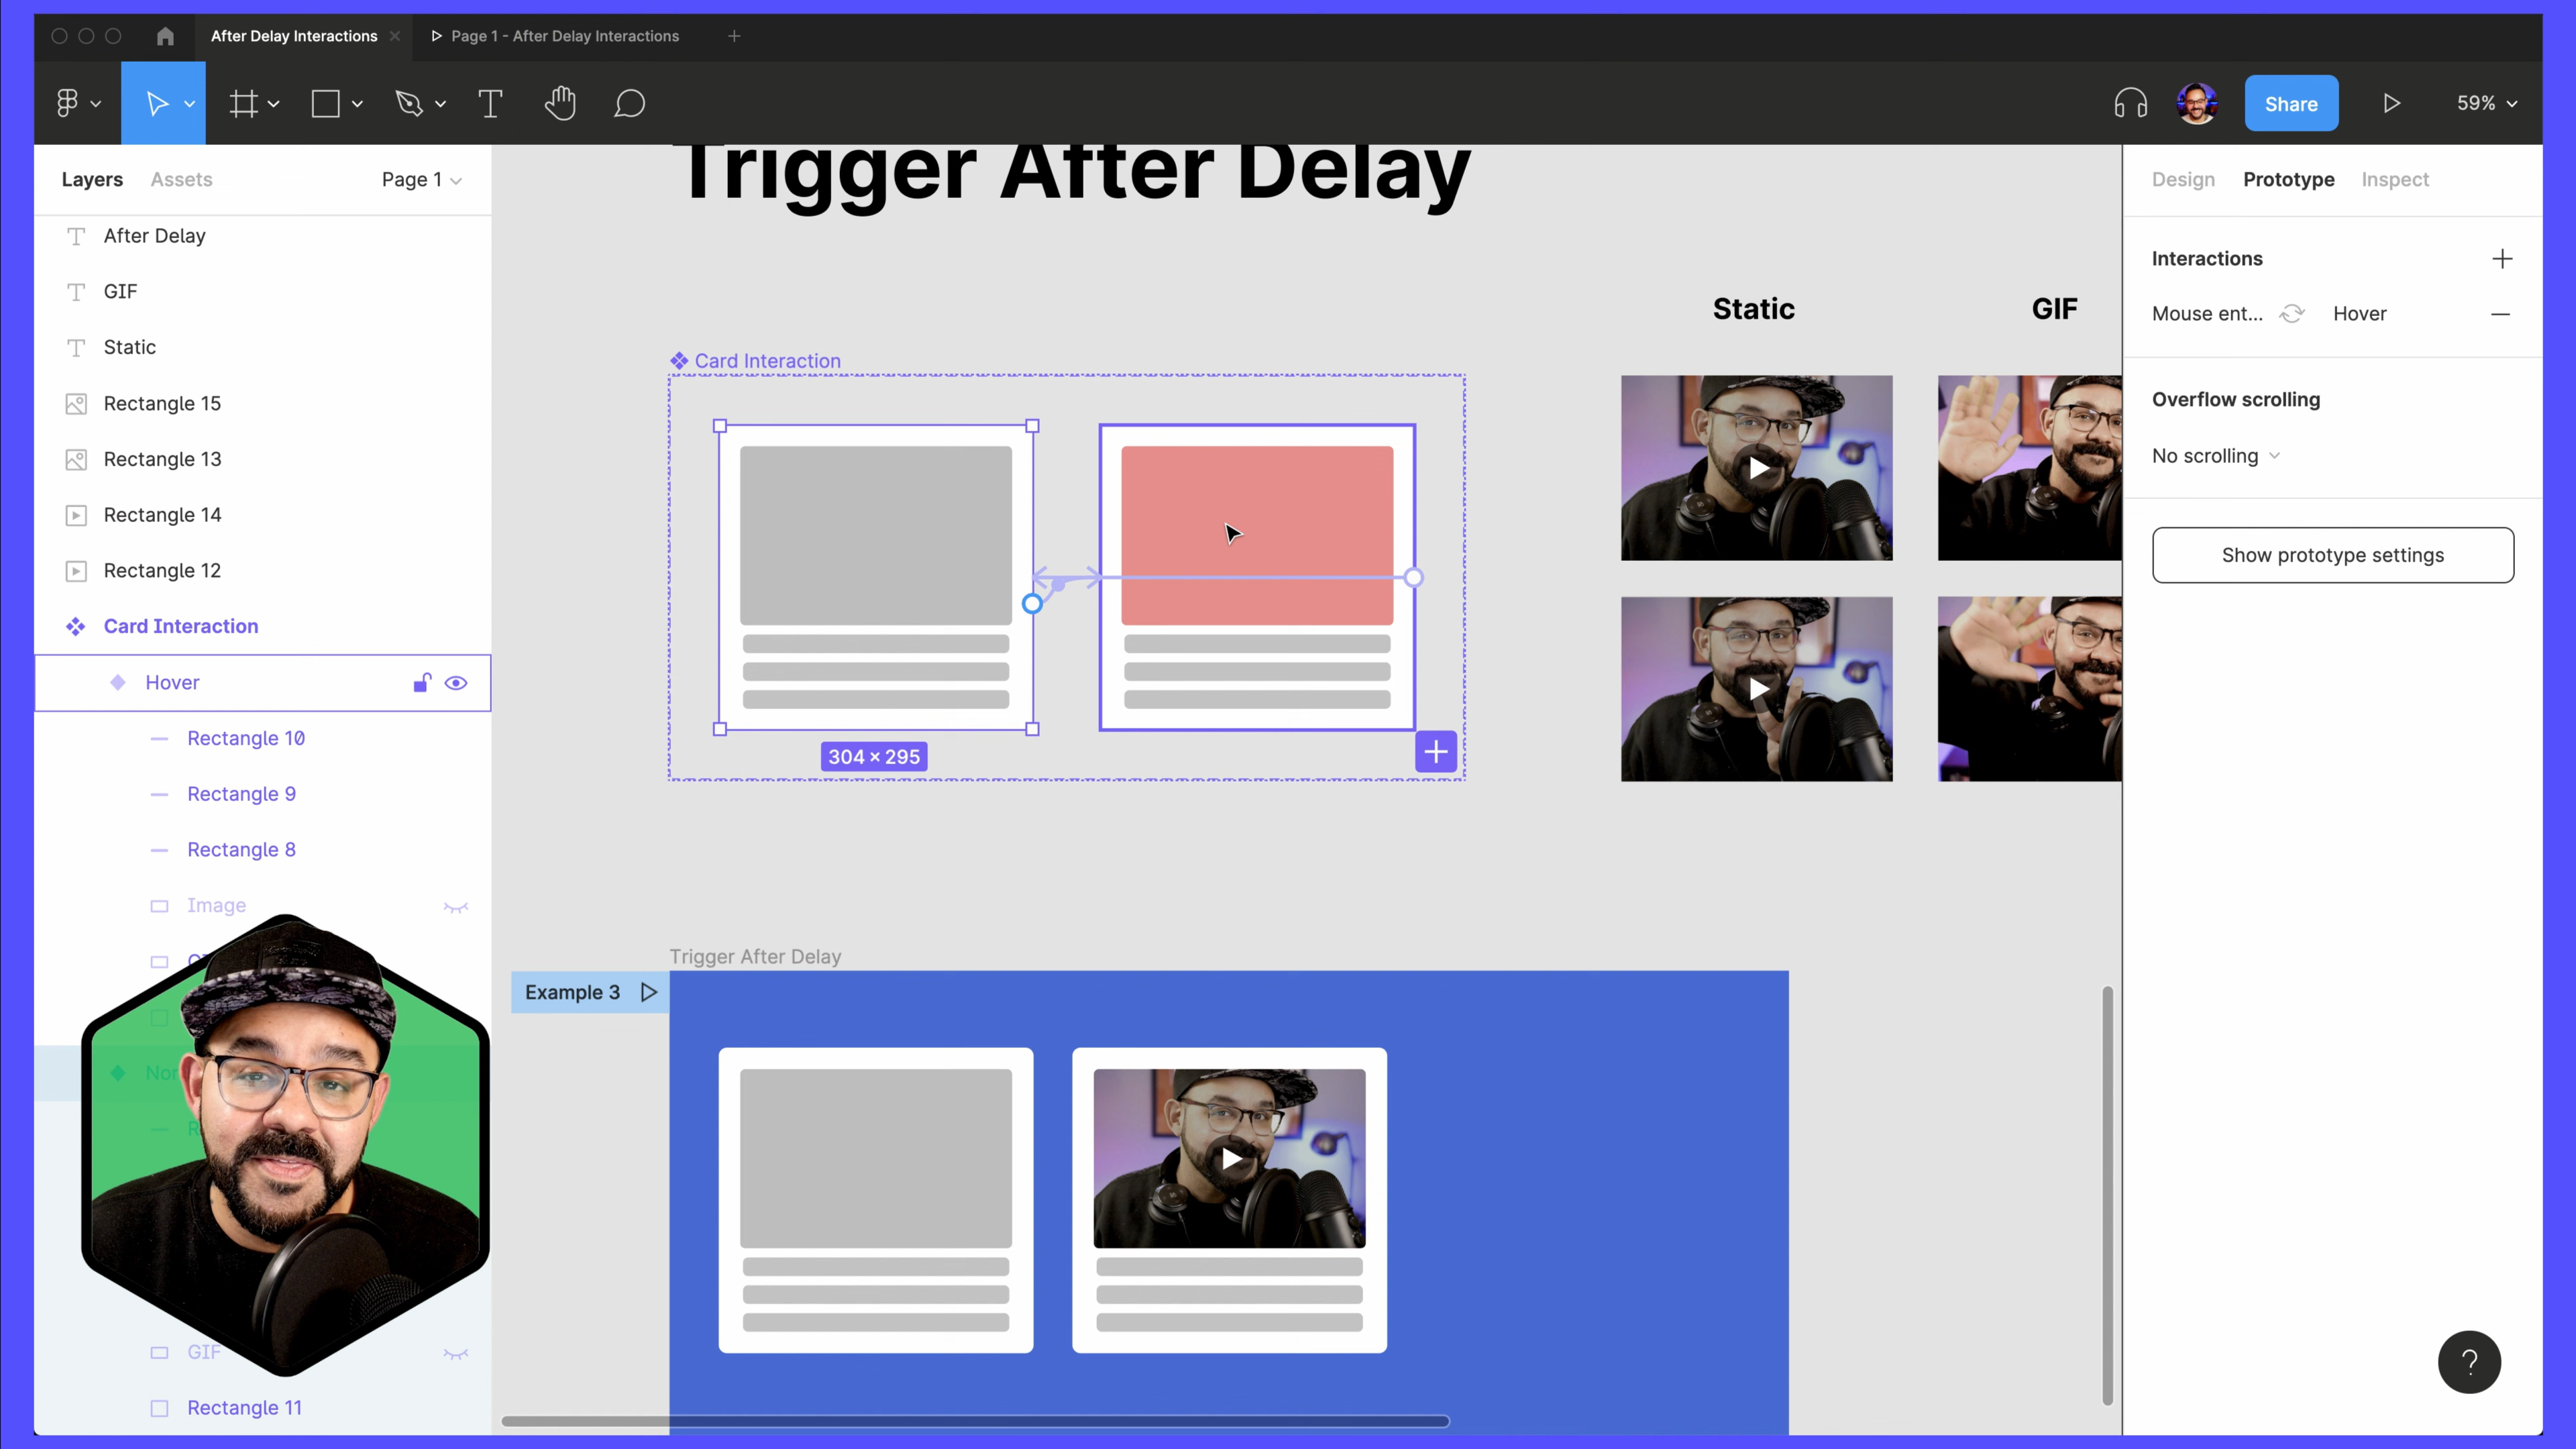 After Delay Interactions
Page 1 - After Delay Interactions
Share
59%
Layers
Assets
Page 1
After Delay
GIF
Static
Rectangle 15
Rectangle 13
Rectangle 14
Rectangle 12
Card Interaction
Hover
Rectangle 10
Rectangle 9
Rectangle 8
Image
GIF
Rectangle 11
Trigger After Delay
Static
GIF
Card Interaction
304 × 295
Trigger After Delay
Example 3
Design
Prototype
Inspect
Interactions
Mouse ent...
Hover
Overflow scrolling
No scrolling
Show prototype settings
?